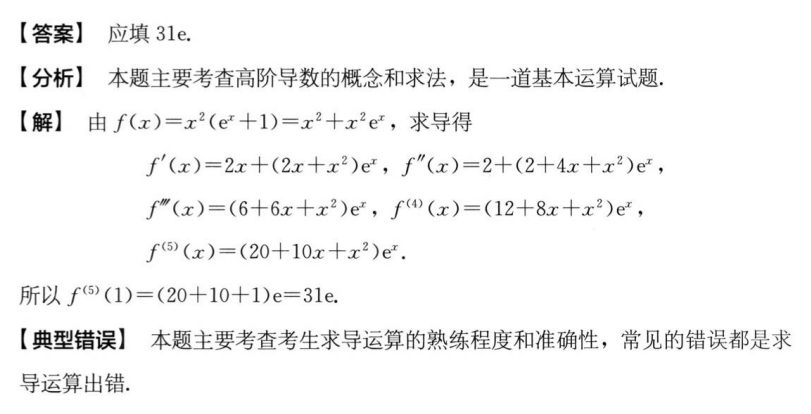 【答案】 应填 31e.
【分析】 本题主要考查高阶导数的概念和求法，是一道基本运算试题.
【解】 由 f(x)=x²(eˣ+1)=x²+x²eˣ，求导得
f′(x)=2x+(2x+x²)eˣ，f″(x)=2+(2+4x+x²)eˣ，
f‴(x)=(6+6x+x²)eˣ，f⁽⁴⁾(x)=(12+8x+x²)eˣ，
f⁽⁵⁾(x)=(20+10x+x²)eˣ.
所以 f⁽⁵⁾(1)=(20+10+1)e=31e.
【典型错误】 本题主要考查考生求导运算的熟练程度和准确性，常见的错误都是求
导运算出错.